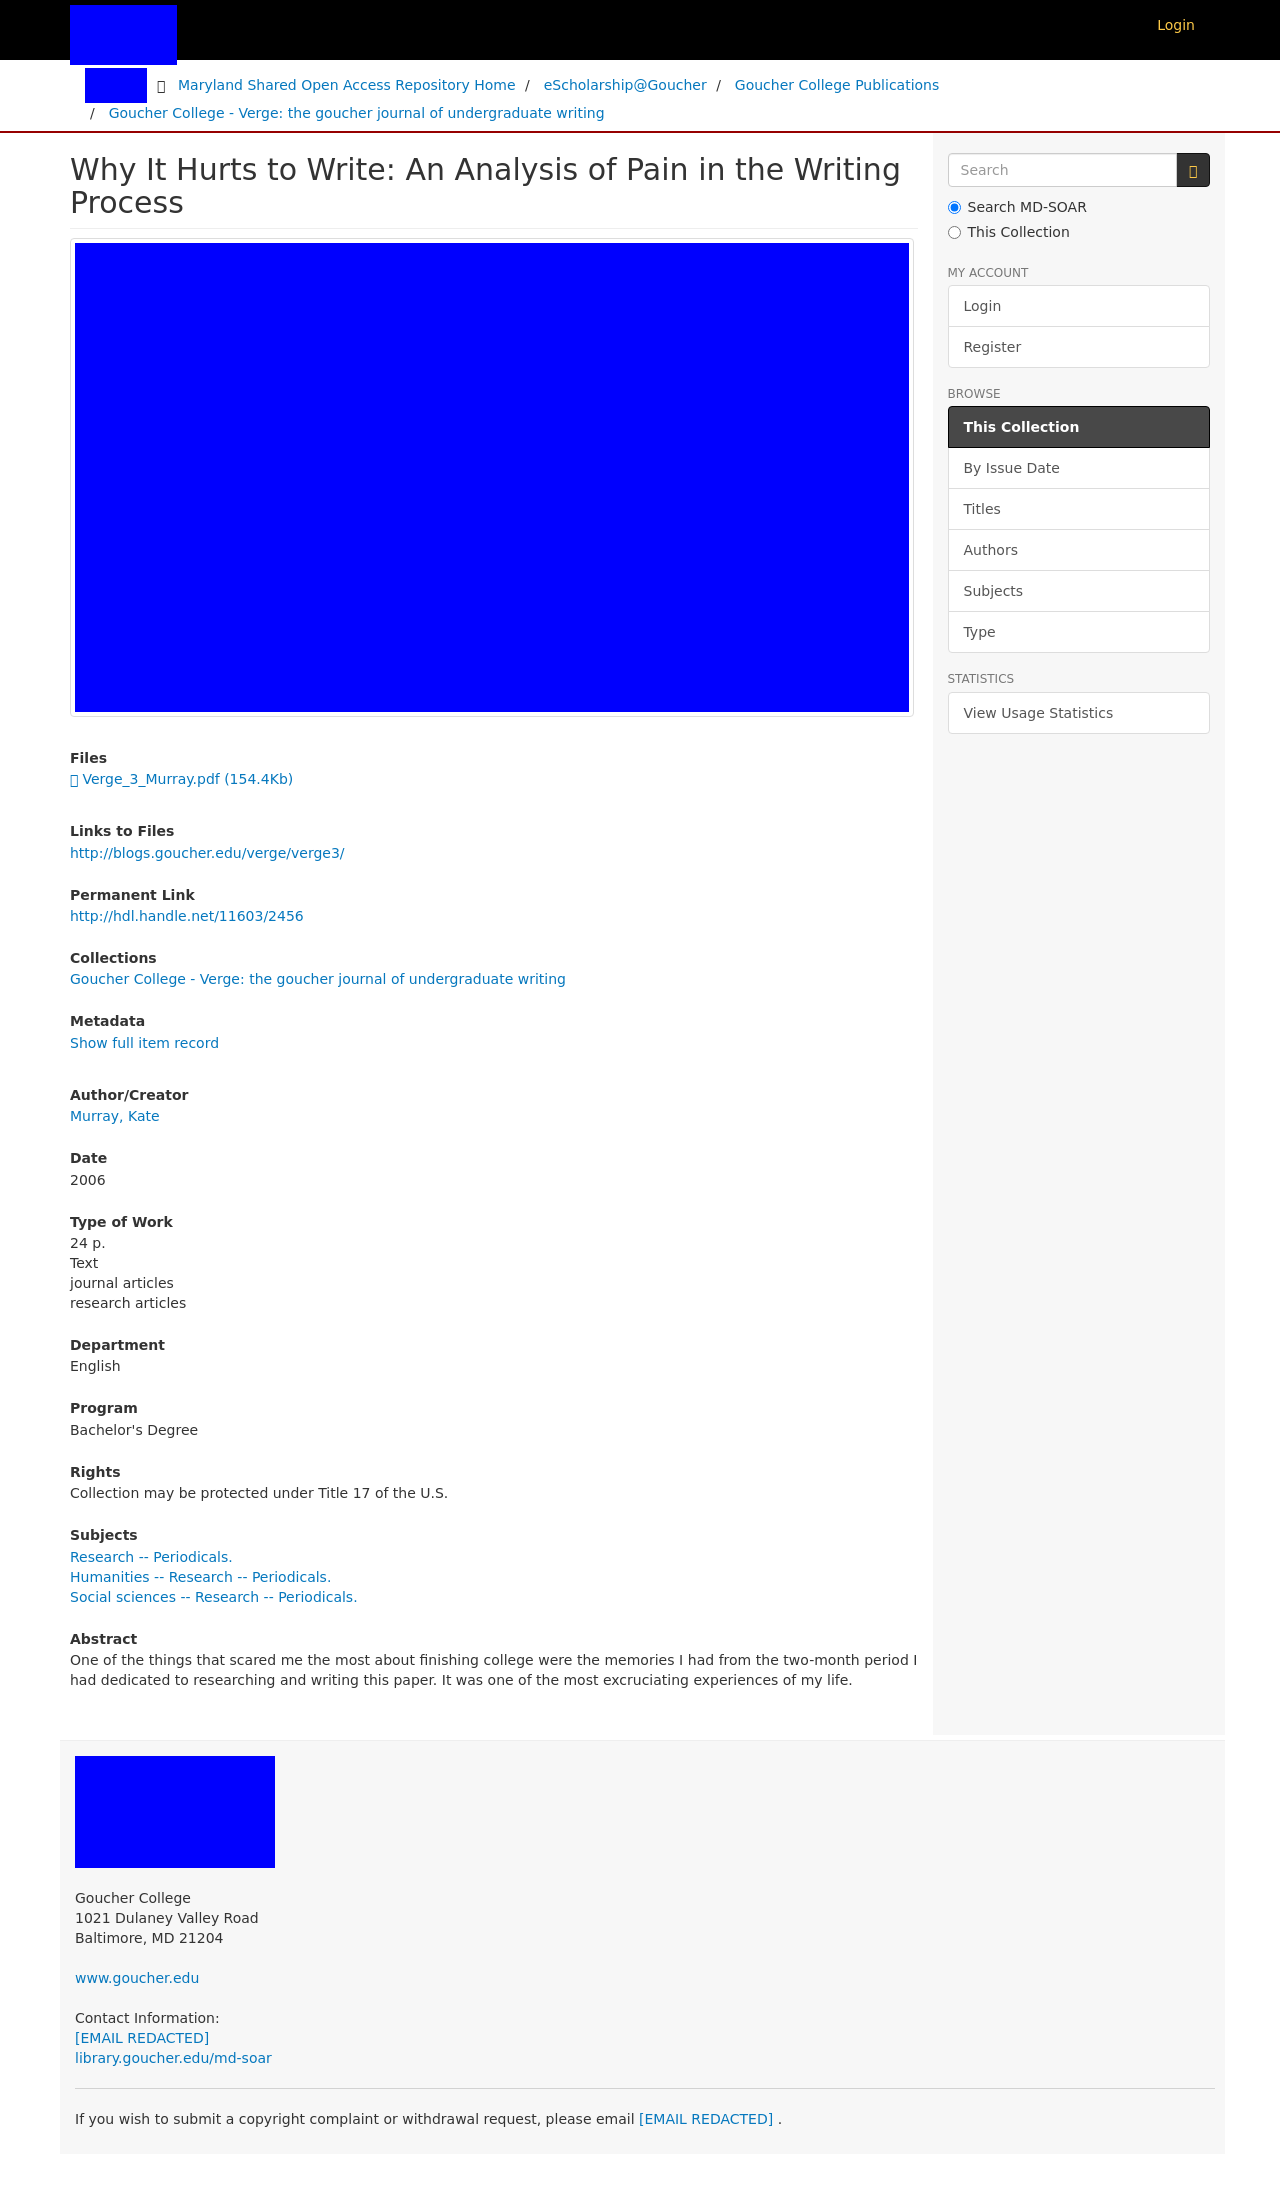 Login
Maryland Shared Open Access Repository Home / eScholarship@Goucher / Goucher College Publications
/ Goucher College - Verge: the goucher journal of undergraduate writing
Why It Hurts to Write: An Analysis of Pain in the Writing
Process
Search
Search MD-SOAR
This Collection
MY ACCOUNT
Login
Register
BROWSE
This Collection
By Issue Date
Titles
Authors
Subjects
Type
STATISTICS
View Usage Statistics
Files
Verge_3_Murray.pdf (154.4Kb)
Links to Files
http://blogs.goucher.edu/verge/verge3/
Permanent Link
http://hdl.handle.net/11603/2456
Collections
Goucher College - Verge: the goucher journal of undergraduate writing
Metadata
Show full item record
Author/Creator
Murray, Kate
Date
2006
Type of Work
24 p.
Text
journal articles
research articles
Department
English
Program
Bachelor's Degree
Rights
Collection may be protected under Title 17 of the U.S.
Subjects
Research -- Periodicals.
Humanities -- Research -- Periodicals.
Social sciences -- Research -- Periodicals.
Abstract
One of the things that scared me the most about finishing college were the memories I had from the two-month period I
had dedicated to researching and writing this paper. It was one of the most excruciating experiences of my life.
Goucher College
1021 Dulaney Valley Road
Baltimore, MD 21204
www.goucher.edu
Contact Information:
[EMAIL REDACTED]
library.goucher.edu/md-soar
If you wish to submit a copyright complaint or withdrawal request, please email [EMAIL REDACTED] .